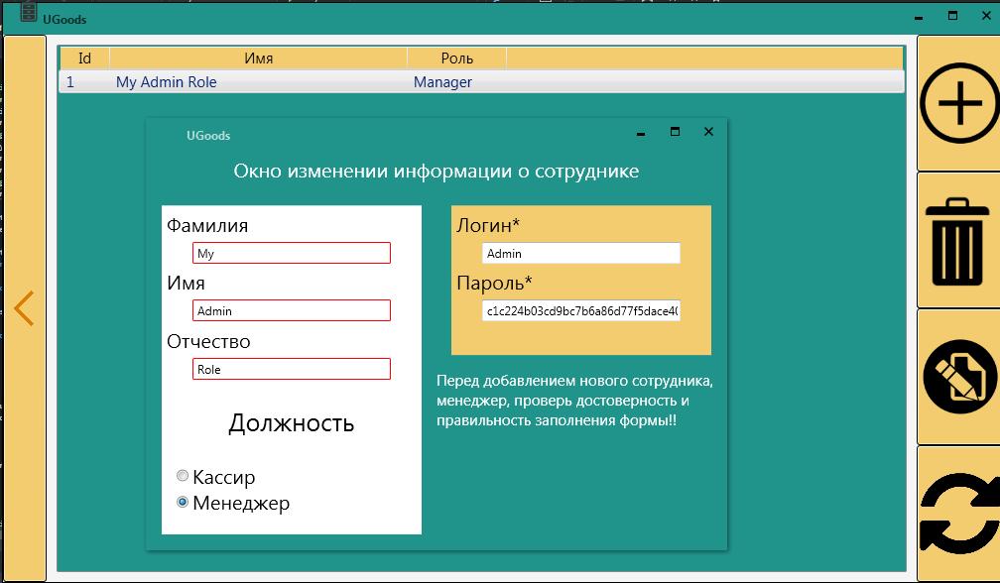 UGoods
Id Имя Роль
1 My Admin Role Manager
UGoods
Окно изменении информации о сотруднике
Фамилия
My
Имя
Admin
Отчество
Role
Должность
Кассир
Менеджер
Логин*
Admin
Пароль*
c1c224b03cd9bc7b6a86d77f5dace40
Перед добавлением нового сотрудника,
менеджер, проверь достоверность и
правильность заполнения формы!!